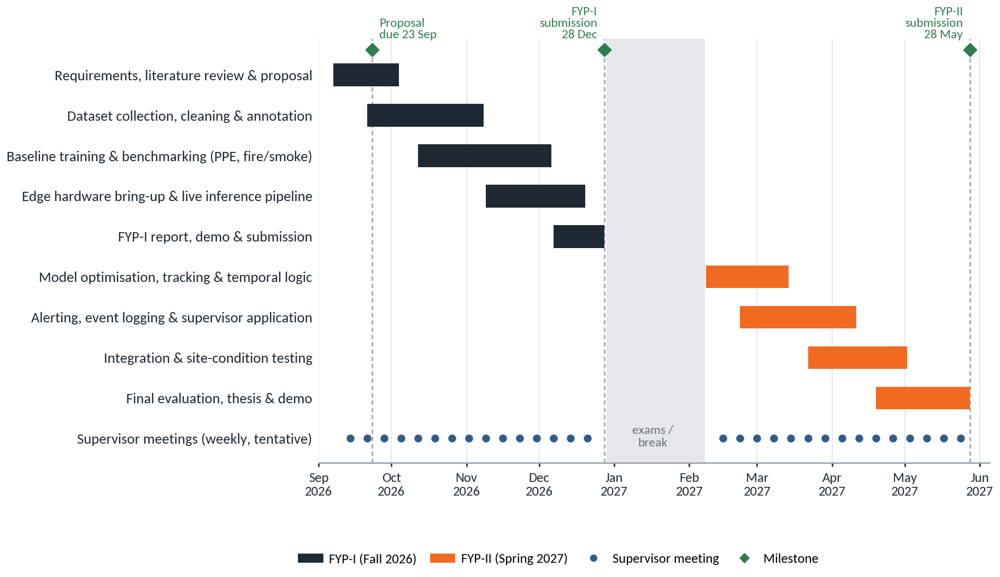 Proposal
due 23 Sep
FYP-I
submission
28 Dec
FYP-II
submission
28 May
Requirements, literature review & proposal
Dataset collection, cleaning & annotation
Baseline training & benchmarking (PPE, fire/smoke)
Edge hardware bring-up & live inference pipeline
FYP-I report, demo & submission
Model optimisation, tracking & temporal logic
Alerting, event logging & supervisor application
Integration & site-condition testing
Final evaluation, thesis & demo
Supervisor meetings (weekly, tentative)
exams /
break
Sep Oct Nov Dec Jan Feb Mar Apr May Jun
2026 2026 2026 2026 2027 2027 2027 2027 2027 2027
FYP-I (Fall 2026) FYP-II (Spring 2027) Supervisor meeting Milestone